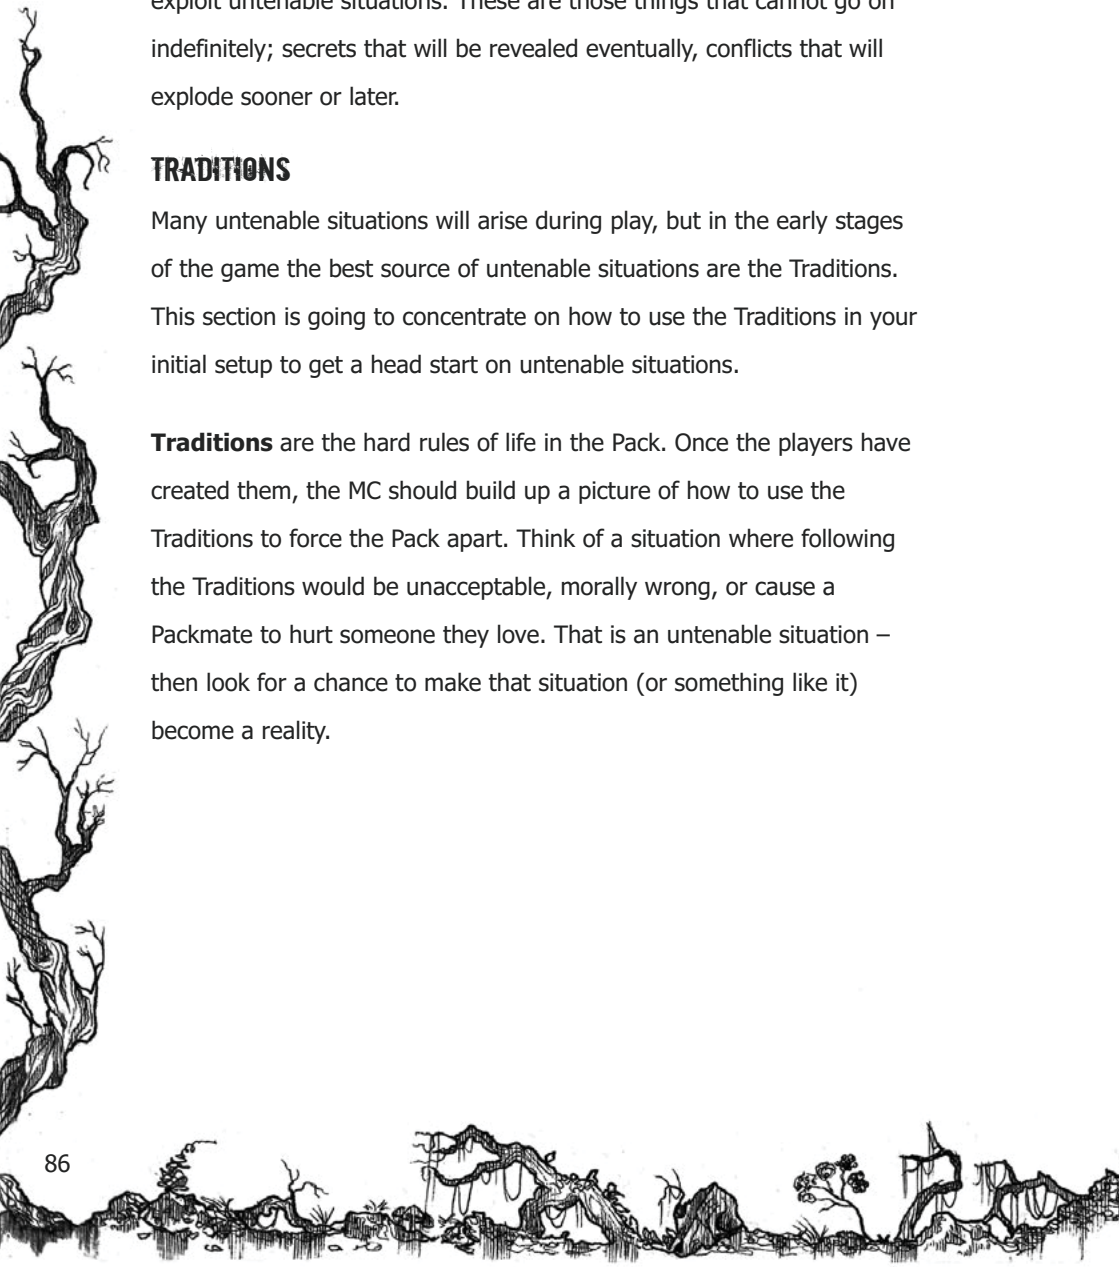 exploit untenable situations. These are those things that cannot go on
indefinitely; secrets that will be revealed eventually, conflicts that will
explode sooner or later.
TRADITIONS
Many untenable situations will arise during play, but in the early stages
of the game the best source of untenable situations are the Traditions.
This section is going to concentrate on how to use the Traditions in your
initial setup to get a head start on untenable situations.
Traditions are the hard rules of life in the Pack. Once the players have
created them, the MC should build up a picture of how to use the
Traditions to force the Pack apart. Think of a situation where following
the Traditions would be unacceptable, morally wrong, or cause a
Packmate to hurt someone they love. That is an untenable situation –
then look for a chance to make that situation (or something like it)
become a reality.
86